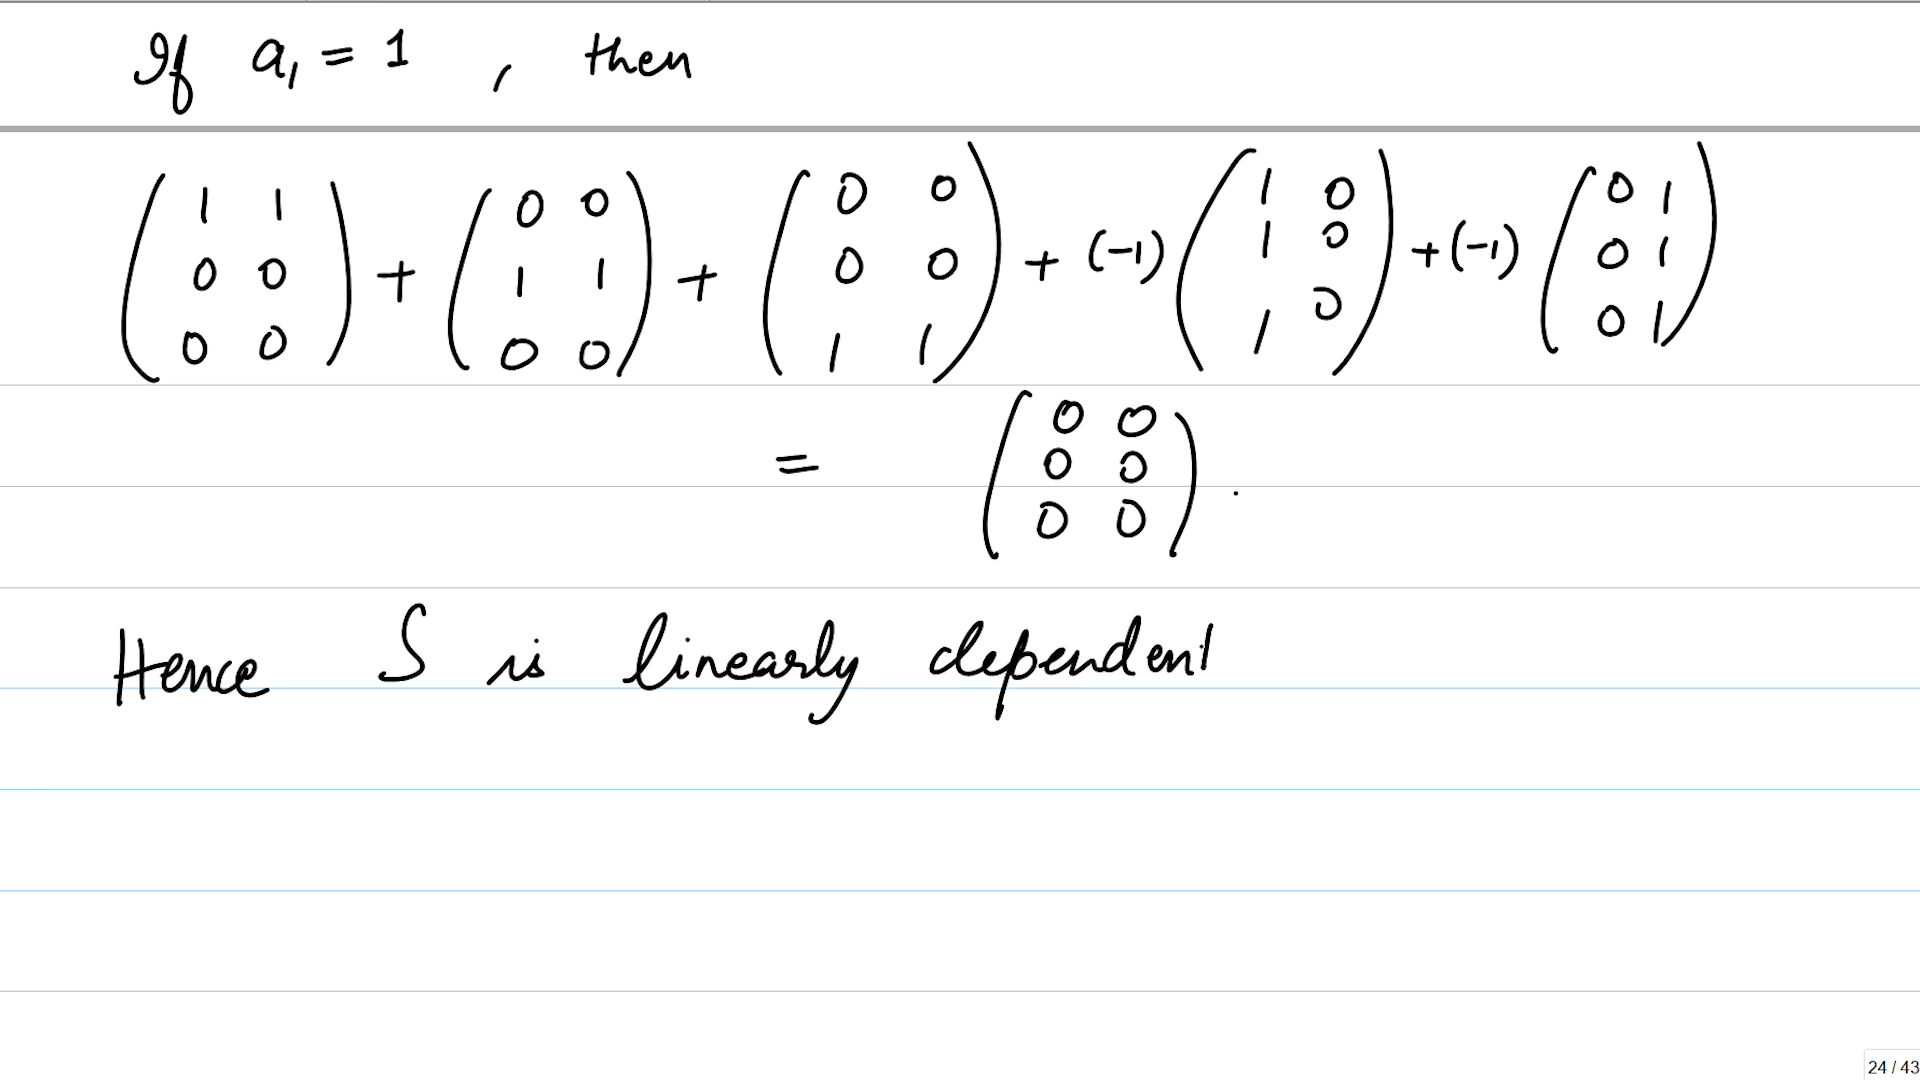 If a₁ = 1 , then
(1 1; 0 0; 0 0) + (0 0; 1 1; 0 0) + (0 0; 0 0; 1 1) + (-1) (1 0; 1 0; 1 0) + (-1) (0 1; 0 1; 0 1)
= (0 0; 0 0; 0 0) .
Hence S is linearly dependent
24 / 43